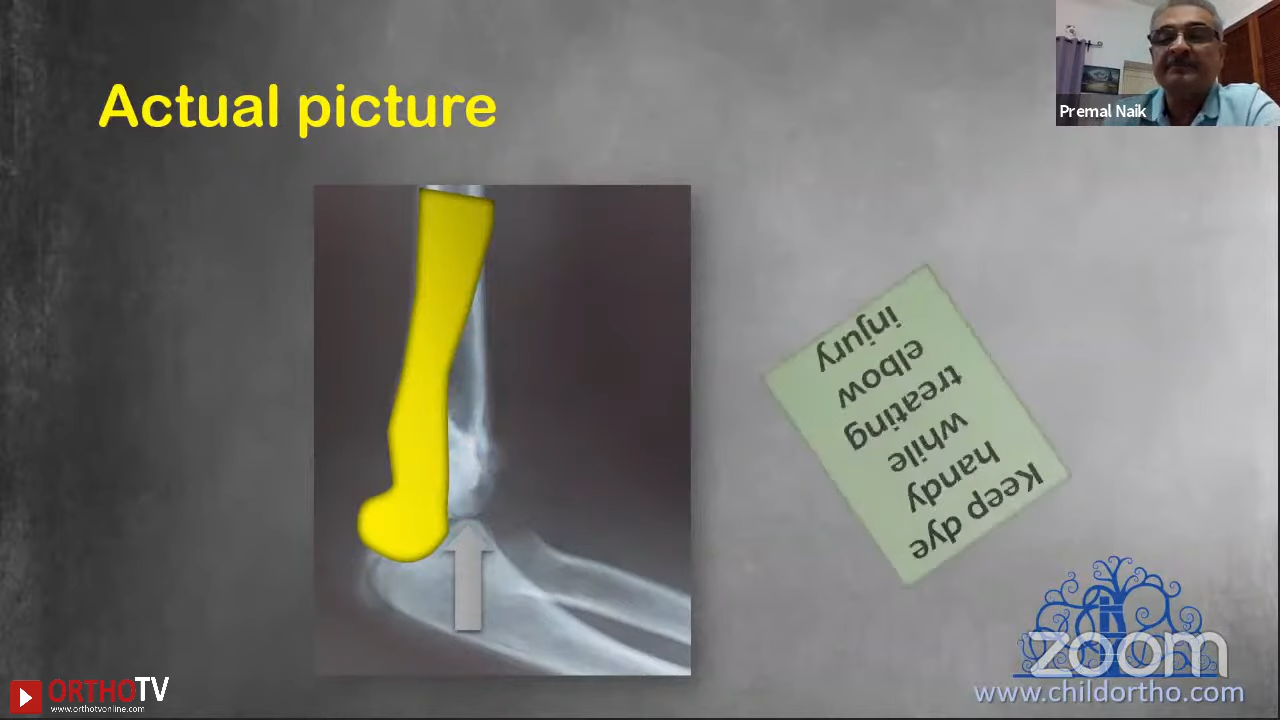 Actual picture
Premal Naik
Keep dye
handy
while
treating
elbow
injury
zoom
www.childortho.com
ORTHOTV
www.orthotvonline.com